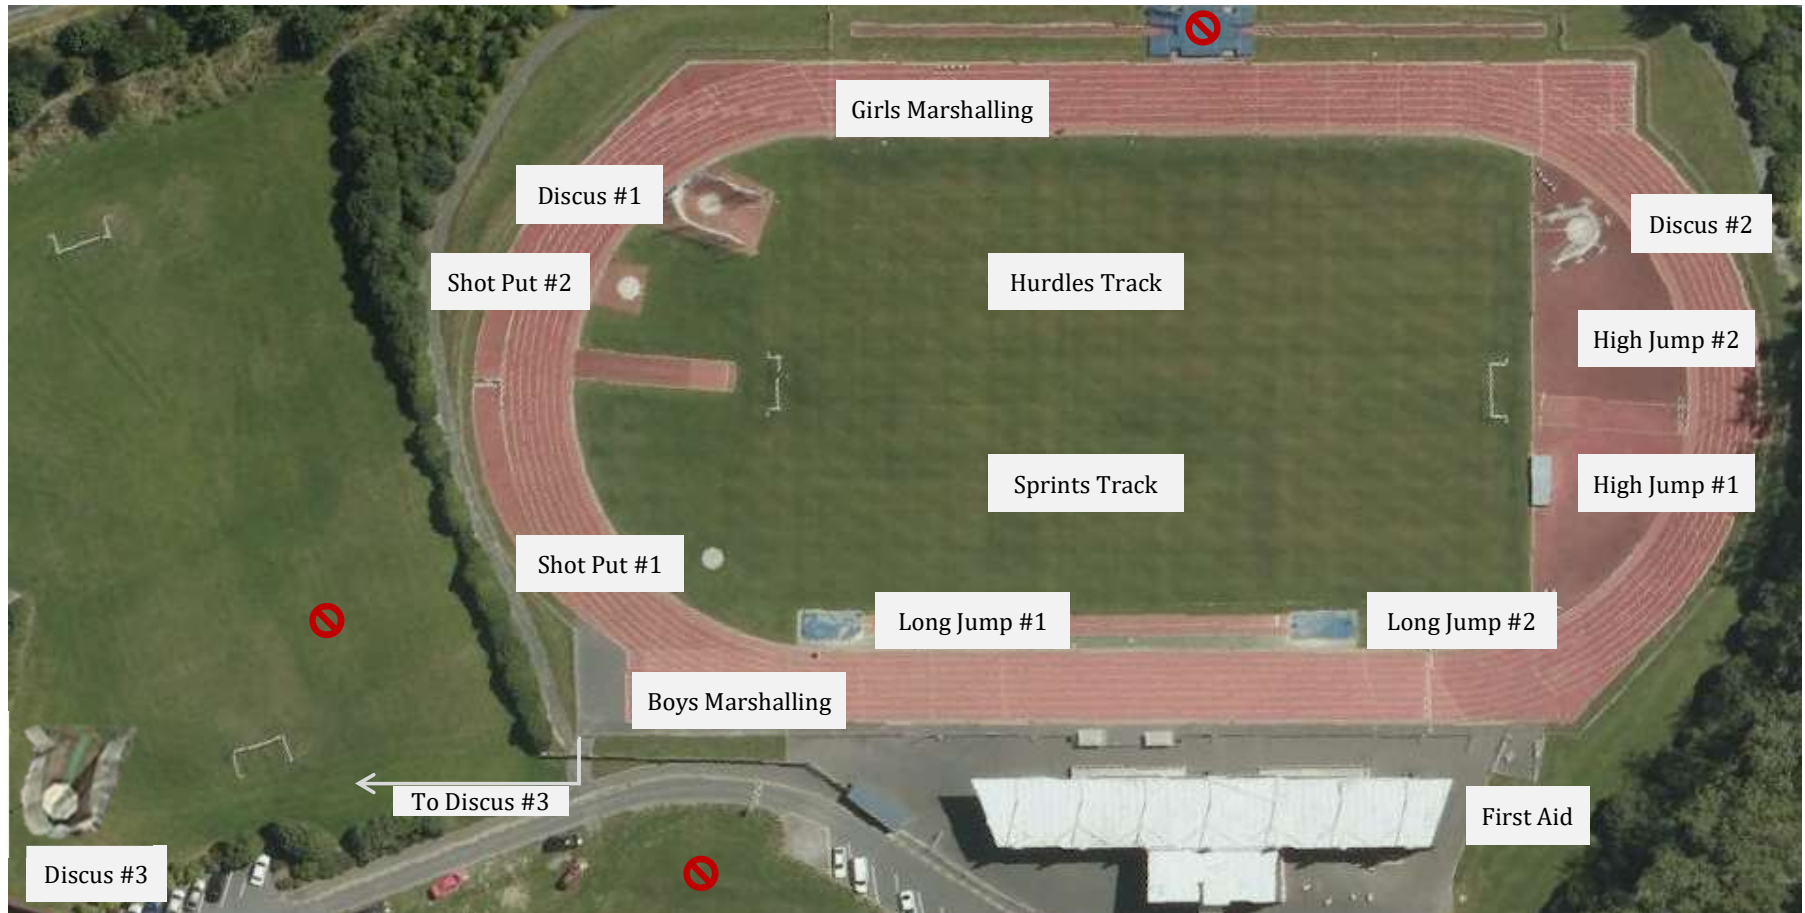 Girls Marshalling
Discus #1
Discus #2
Shot Put #2
Hurdles Track
High Jump #2
Sprints Track
High Jump #1
Shot Put #1
Long Jump #1
Long Jump #2
Boys Marshalling
To Discus #3
First Aid
Discus #3